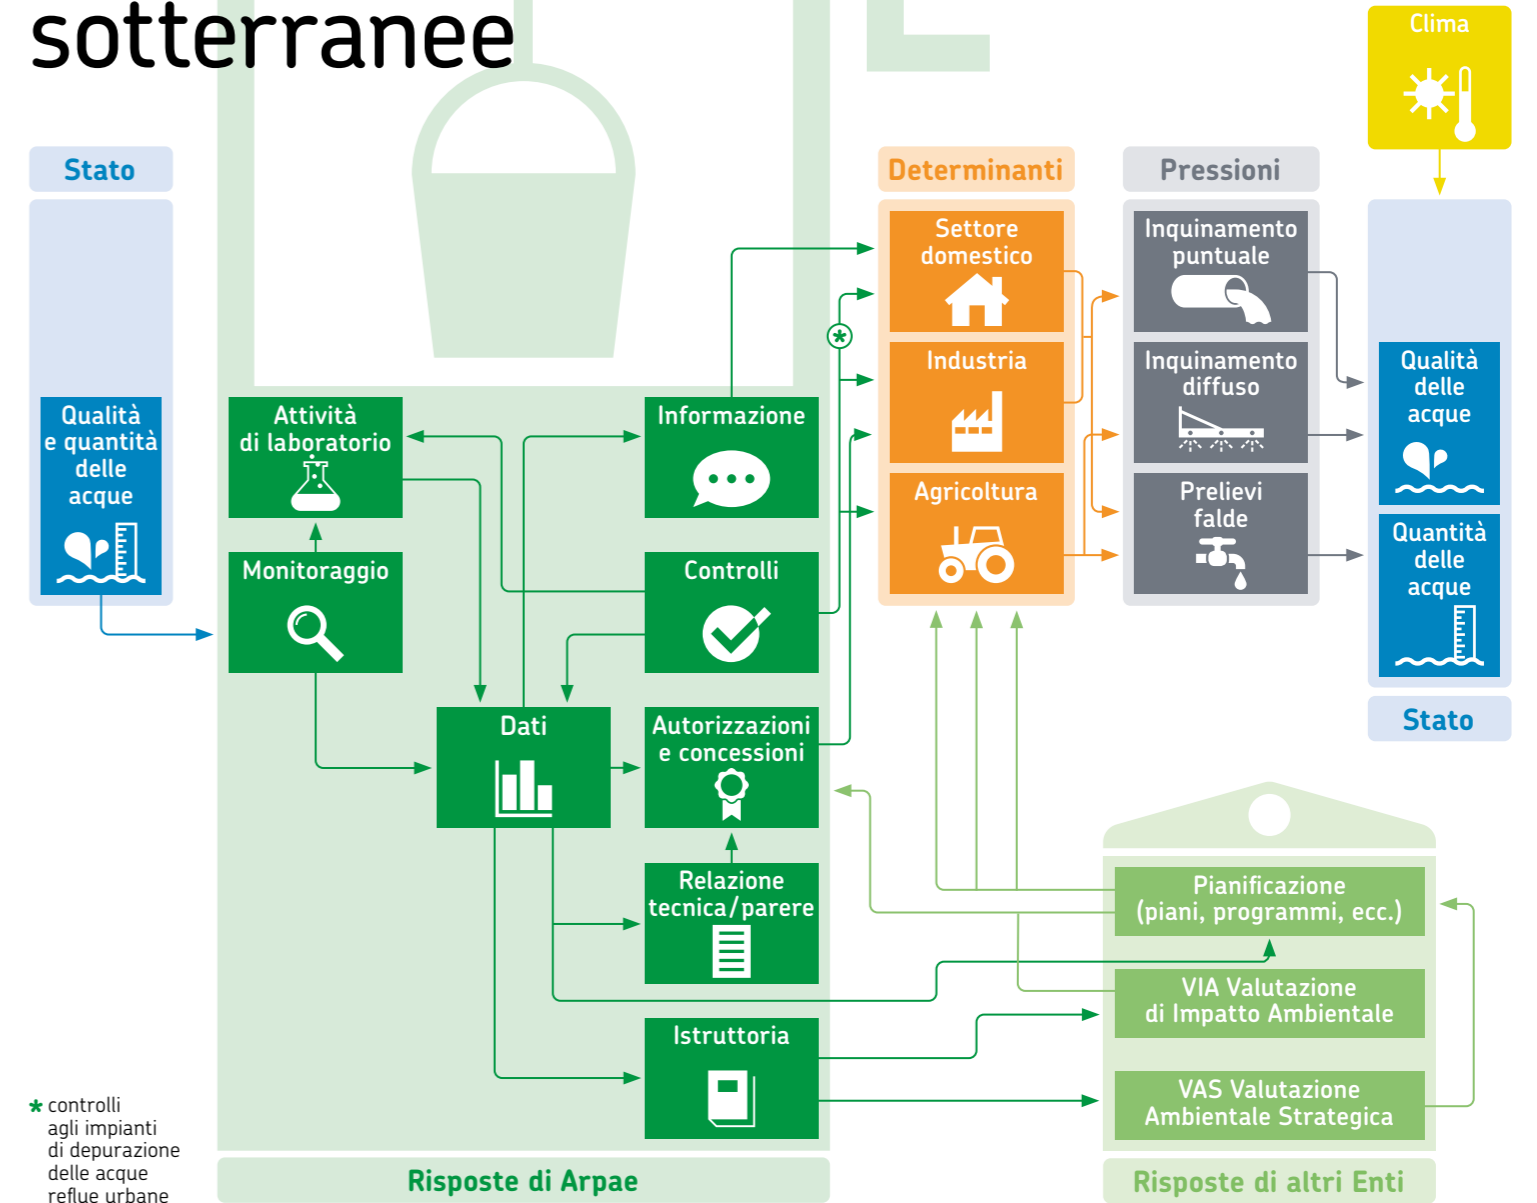 sotterranee
Clima
Stato
Determinanti
Pressioni
Settore
domestico
Inquinamento
puntuale
Industria
Inquinamento
diffuso
Qualità
delle
acque
Qualità
e quantità
delle
acque
Attività
di laboratorio
Informazione
Agricoltura
Prelievi
falde
Quantità
delle
acque
Monitoraggio
Controlli
Stato
Dati
Autorizzazioni
e concessioni
Relazione
tecnica/parere
Pianificazione
(piani, programmi, ecc.)
VIA Valutazione
di Impatto Ambientale
Istruttoria
VAS Valutazione
Ambientale Strategica
* controlli
agli impianti
di depurazione
delle acque
reflue urbane
Risposte di Arpae
Risposte di altri Enti
*